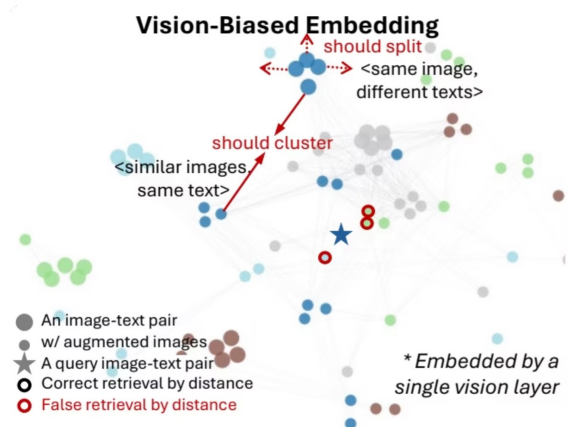 Vision-Biased Embedding
should split
<same image,
different texts>
should cluster
<similar images,
same text>
An image-text pair
w/ augmented images
A query image-text pair
Correct retrieval by distance
False retrieval by distance
* Embedded by a
single vision layer